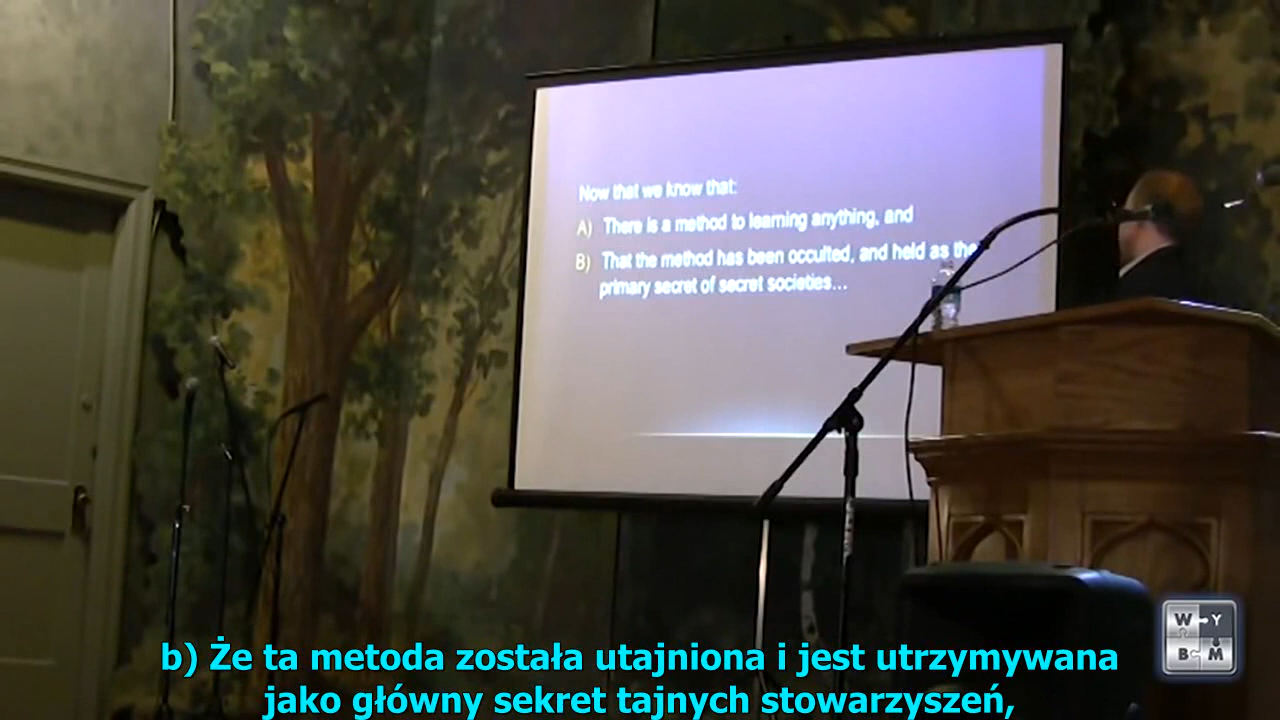 Now that we know that:
A) There is a method to learning anything, and
B) That the method has been occulted, and held as the
primary secret of secret societies...
b) Że ta metoda została utajniona i jest utrzymywana
jako główny sekret tajnych stowarzyszeń,
W Y
B M